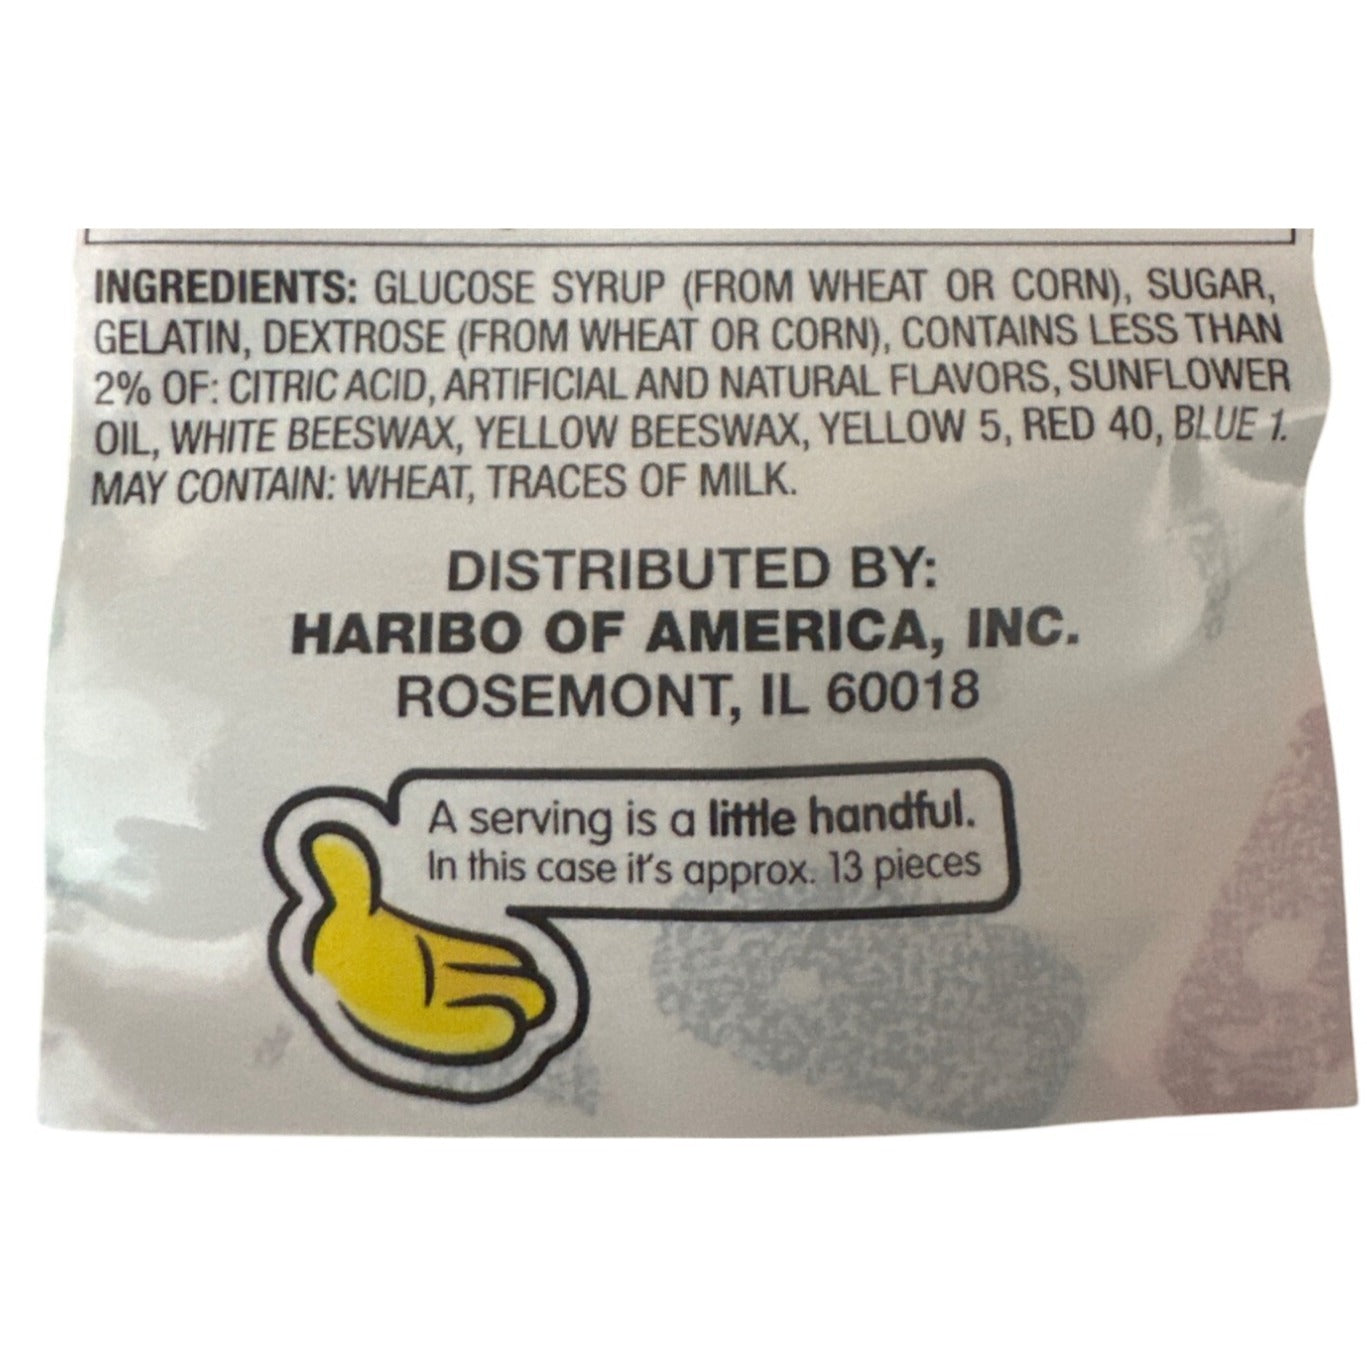 INGREDIENTS: GLUCOSE SYRUP (FROM WHEAT OR CORN), SUGAR,
GELATIN, DEXTROSE (FROM WHEAT OR CORN), CONTAINS LESS THAN
2% OF: CITRIC ACID, ARTIFICIAL AND NATURAL FLAVORS, SUNFLOWER
OIL, WHITE BEESWAX, YELLOW BEESWAX, YELLOW 5, RED 40, BLUE 1.
MAY CONTAIN: WHEAT, TRACES OF MILK.
DISTRIBUTED BY:
HARIBO OF AMERICA, INC.
ROSEMONT, IL 60018
A serving is a little handful.
In this case it's approx. 13 pieces